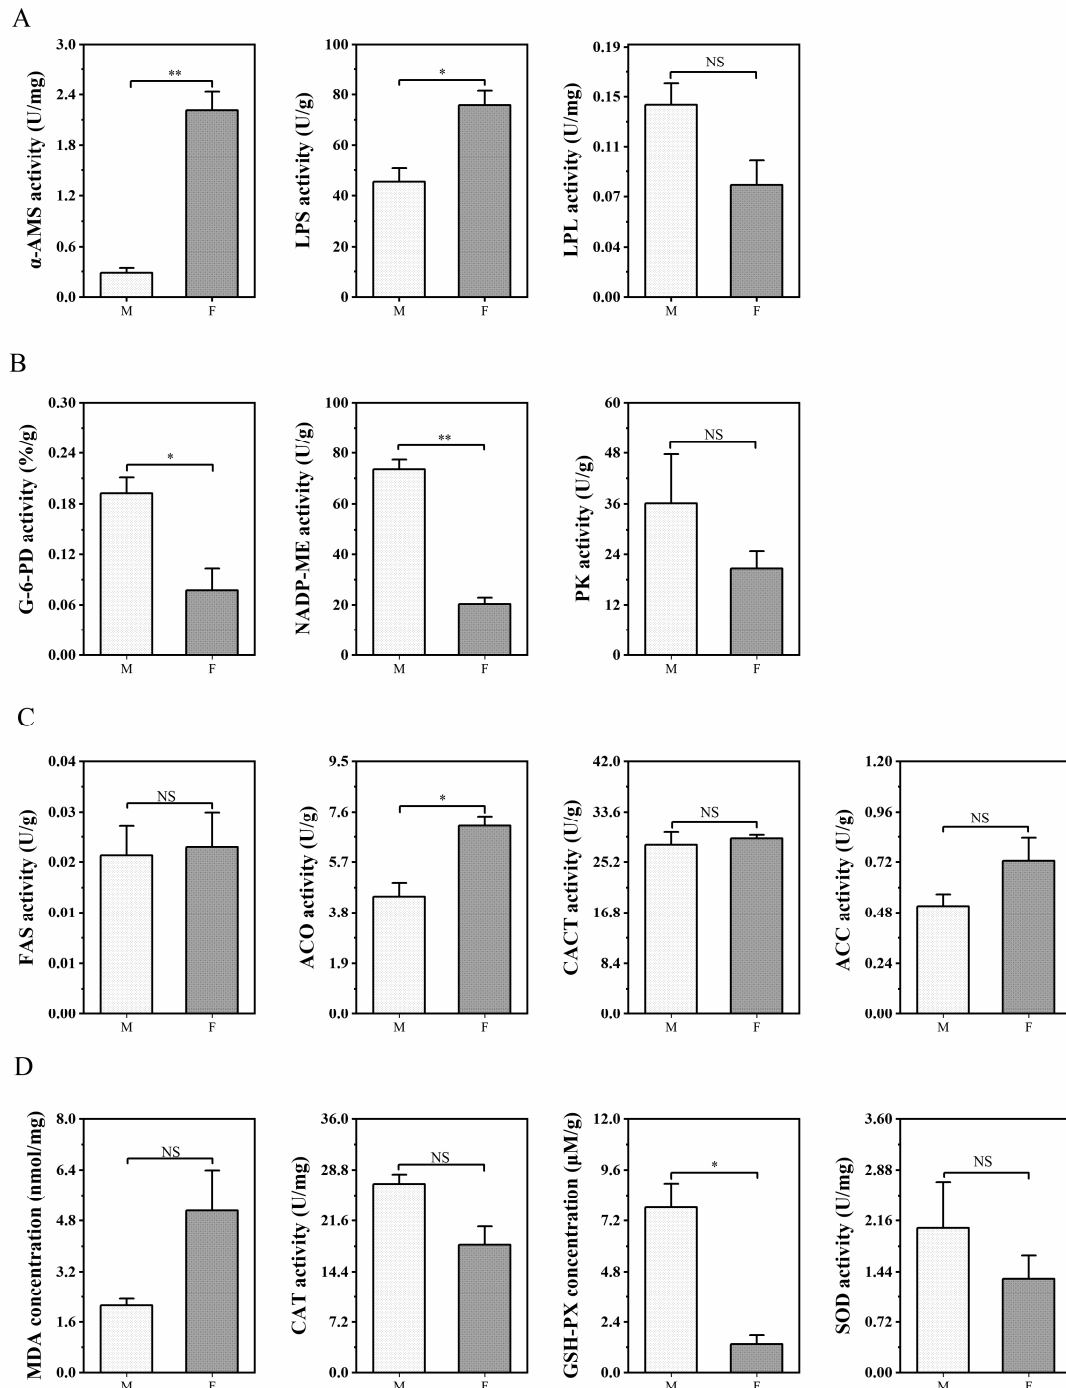 A
α-AMS activity (U/mg)
3.0
2.4
1.8
1.2
0.6
0.0
**
M F
LPS activity (U/g)
100
80
60
40
20
0
*
M F
LPL activity (U/mg)
0.19
0.15
0.11
0.07
0.04
0.00
NS
M F
B
G-6-PD activity (%/g)
0.30
0.24
0.18
0.12
0.06
0.00
*
M F
NADP-ME activity (U/g)
100
80
60
40
20
0
**
M F
PK activity (U/g)
60
48
36
24
12
0
NS
M F
C
FAS activity (U/g)
0.04
0.03
0.02
0.01
0.01
0.00
NS
M F
ACO activity (U/g)
9.5
7.6
5.7
3.8
1.9
0.0
*
M F
CACT activity (U/g)
42.0
33.6
25.2
16.8
8.4
0.0
NS
M F
ACC activity (U/g)
1.20
0.96
0.72
0.48
0.24
0.00
NS
M F
D
MDA concentration (nmol/mg)
8.0
6.4
4.8
3.2
1.6
0.0
NS
M F
CAT activity (U/mg)
36.0
28.8
21.6
14.4
7.2
0.0
NS
M F
GSH-PX concentration (μM/g)
12.0
9.6
7.2
4.8
2.4
0.0
*
M F
SOD activity (U/mg)
3.60
2.88
2.16
1.44
0.72
0.00
NS
M F